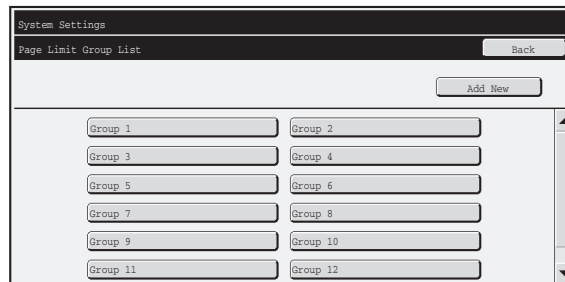 System Settings
Page Limit Group List Back
Add New
Group 1 Group 2
Group 3 Group 4
Group 5 Group 6
Group 7 Group 8
Group 9 Group 10
Group 11 Group 12